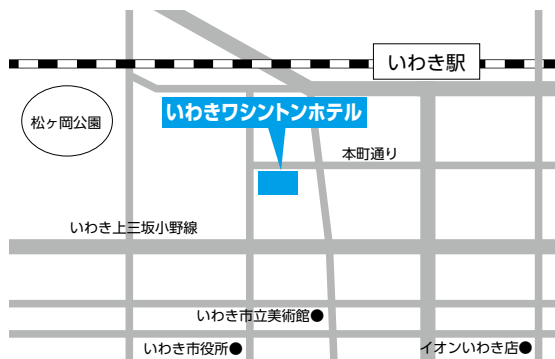 いわき駅
いわきワシントンホテル
松ヶ岡公園
本町通り
いわき上三坂小野線
いわき市立美術館●
いわき市役所●
イオンいわき店●